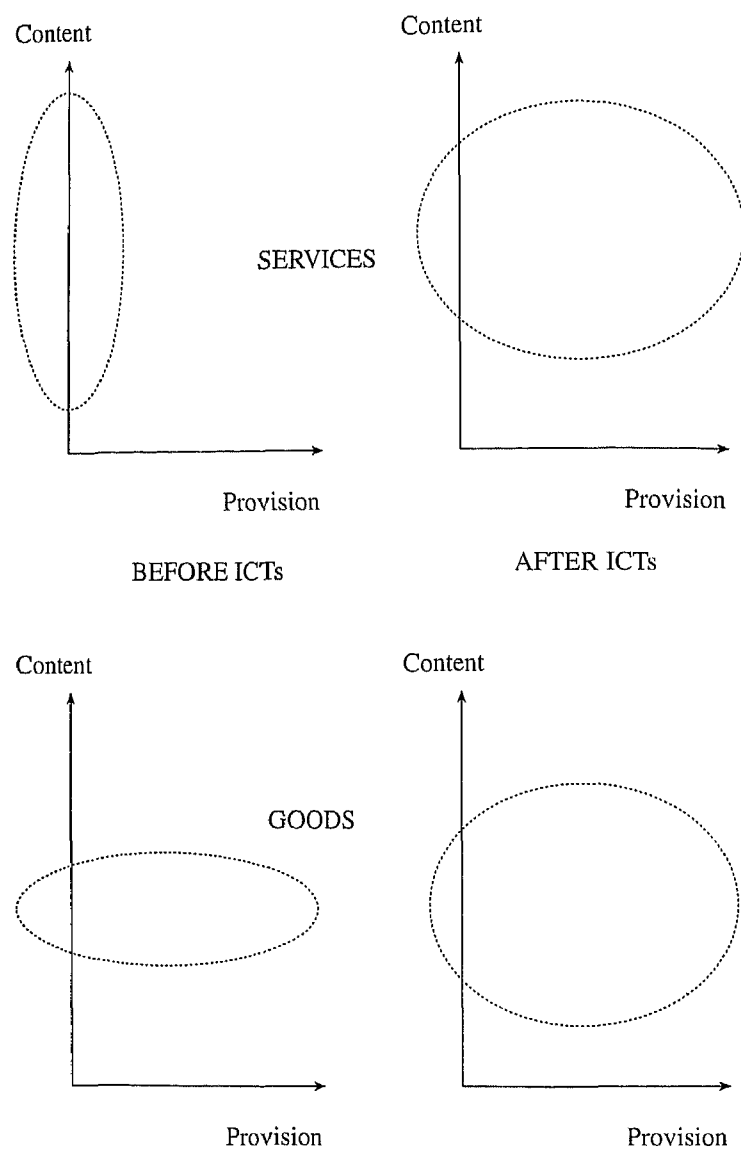 Content
Content
SERVICES
Provision
Provision
BEFORE ICTs
AFTER ICTs
Content
Content
GOODS
Provision
Provision